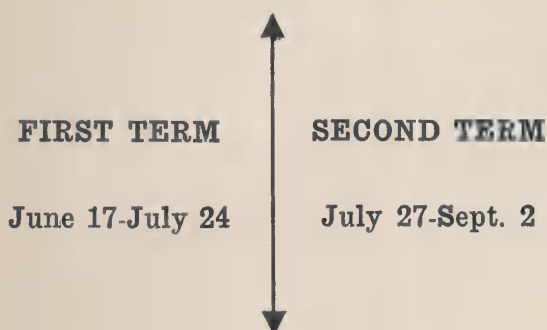 FIRST TERM
June 17-July 24
SECOND TERM
July 27-Sept. 2